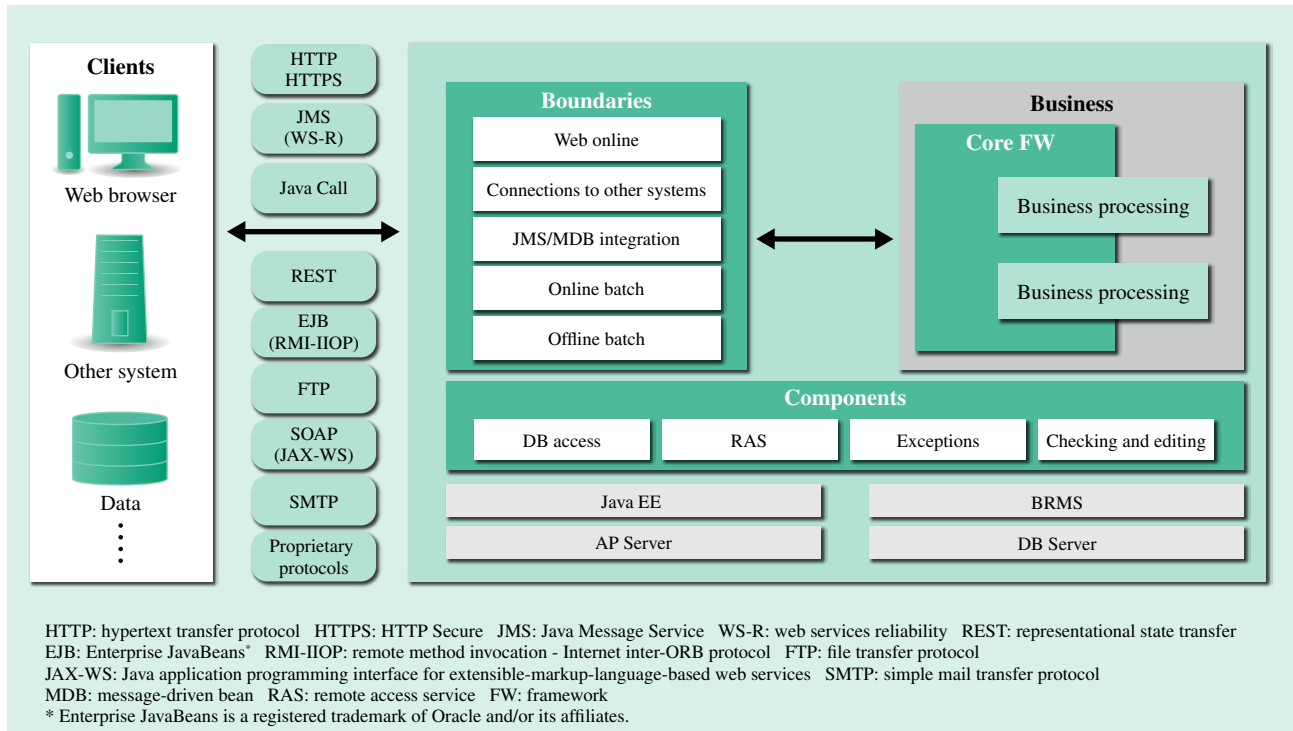 Clients
Web browser
Other system
Data
HTTP
HTTPS
JMS
(WS-R)
Java Call
REST
EJB
(RMI-IIOP)
FTP
SOAP
(JAX-WS)
SMTP
Proprietary
protocols
Boundaries
Web online
Connections to other systems
JMS/MDB integration
Online batch
Offline batch
Business
Core FW
Business processing
Business processing
Components
DB access
RAS
Exceptions
Checking and editing
Java EE
BRMS
AP Server
DB Server
HTTP: hypertext transfer protocol HTTPS: HTTP Secure JMS: Java Message Service WS-R: web services reliability REST: representational state transfer
EJB: Enterprise JavaBeans* RMI-IIOP: remote method invocation - Internet inter-ORB protocol FTP: file transfer protocol
JAX-WS: Java application programming interface for extensible-markup-language-based web services SMTP: simple mail transfer protocol
MDB: message-driven bean RAS: remote access service FW: framework
* Enterprise JavaBeans is a registered trademark of Oracle and/or its affiliates.